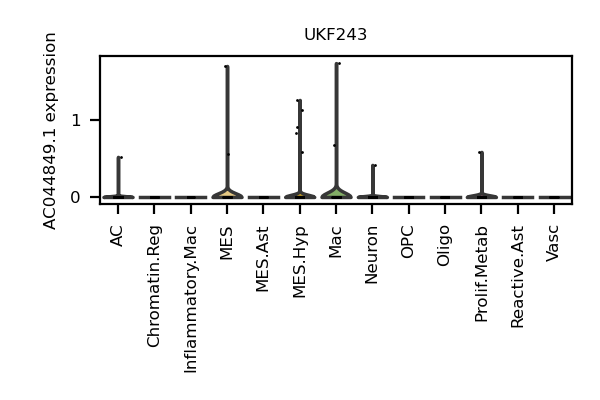 UKF243
AC044849.1 expression
1
0
AC
Chromatin.Reg
Inflammatory.Mac
MES
MES.Ast
MES.Hyp
Mac
Neuron
OPC
Oligo
Prolif.Metab
Reactive.Ast
Vasc